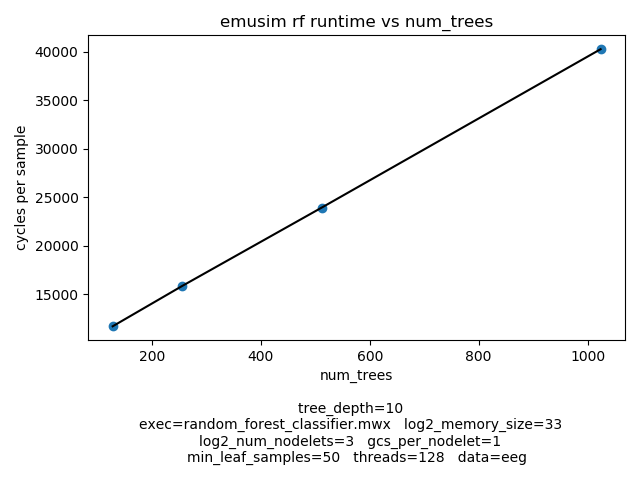 emusim rf runtime vs num_trees
40000
35000
30000
25000
20000
15000
cycles per sample
200 400 600 800 1000
num_trees
tree_depth=10
exec=random_forest_classifier.mwx log2_memory_size=33
log2_num_nodelets=3 gcs_per_nodelet=1
min_leaf_samples=50 threads=128 data=eeg